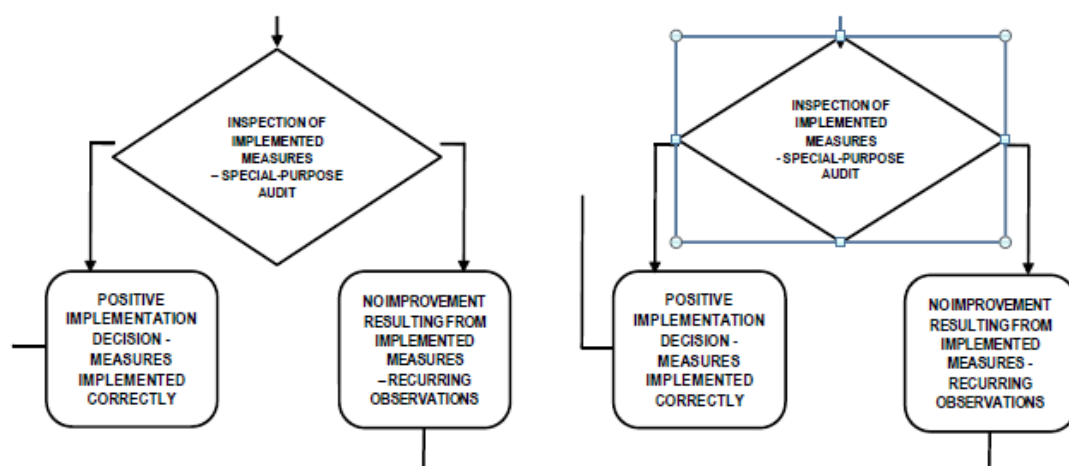 INSPECTION OF
IMPLEMENTED
MEASURES
– SPECIAL-PURPOSE
AUDIT
POSITIVE
IMPLEMENTATION
DECISION -
MEASURES
IMPLEMENTED
CORRECTLY
NO IMPROVEMENT
RESULTING FROM
IMPLEMENTED
MEASURES
– RECURRING
OBSERVATIONS
INSPECTION OF
IMPLEMENTED
MEASURES
- SPECIAL-PURPOSE
AUDIT
POSITIVE
IMPLEMENTATION
DECISION -
MEASURES
IMPLEMENTED
CORRECTLY
NO IMPROVEMENT
RESULTING FROM
IMPLEMENTED
MEASURES -
RECURRING
OBSERVATIONS